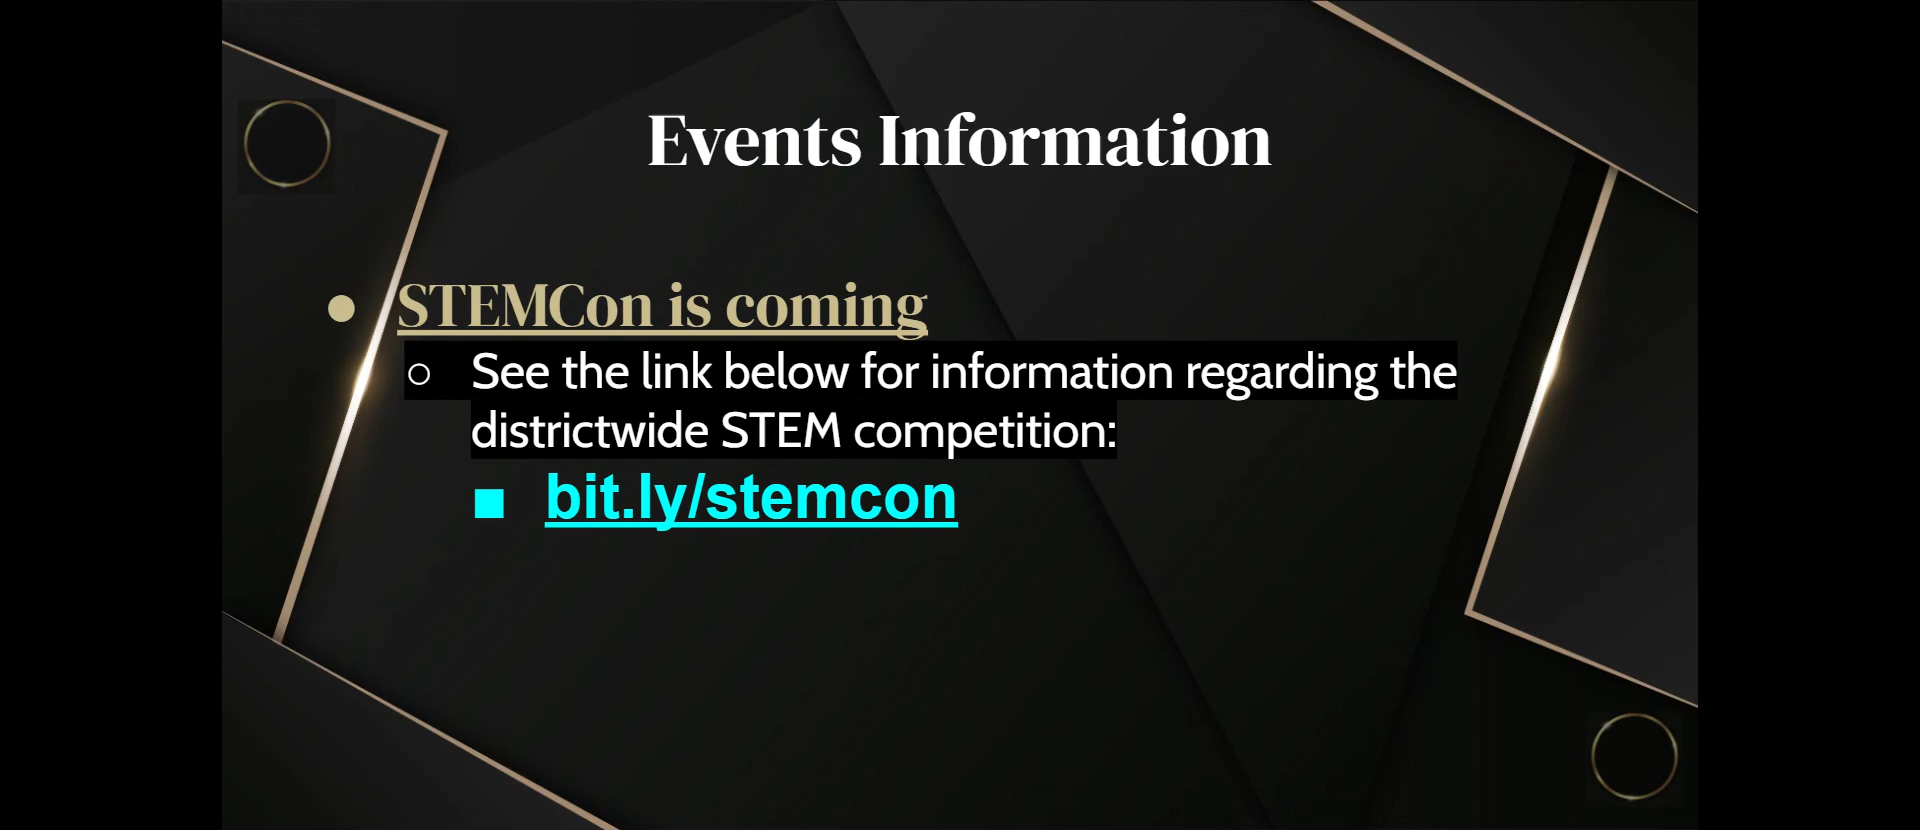 Events Information
● STEMCon is coming
○ See the link below for information regarding the
districtwide STEM competition:
■ bit.ly/stemcon